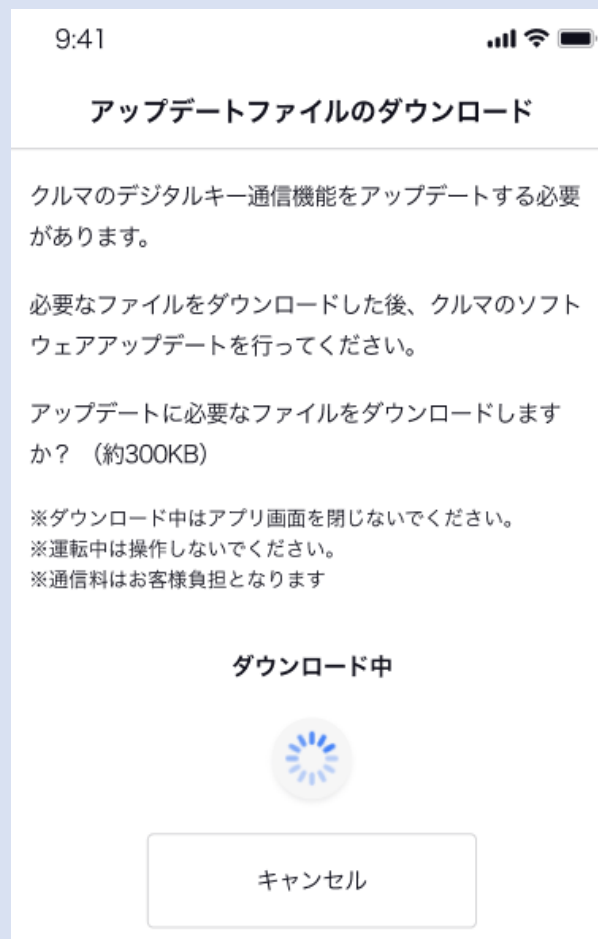 9:41
アップデートファイルのダウンロード
クルマのデジタルキー通信機能をアップデートする必要
があります。
必要なファイルをダウンロードした後、クルマのソフト
ウェアアップデートを行ってください。
アップデートに必要なファイルをダウンロードします
か？（約300KB）
※ダウンロード中はアプリ画面を閉じないでください。
※運転中は操作しないでください。
※通信料はお客様負担となります
ダウンロード中
キャンセル